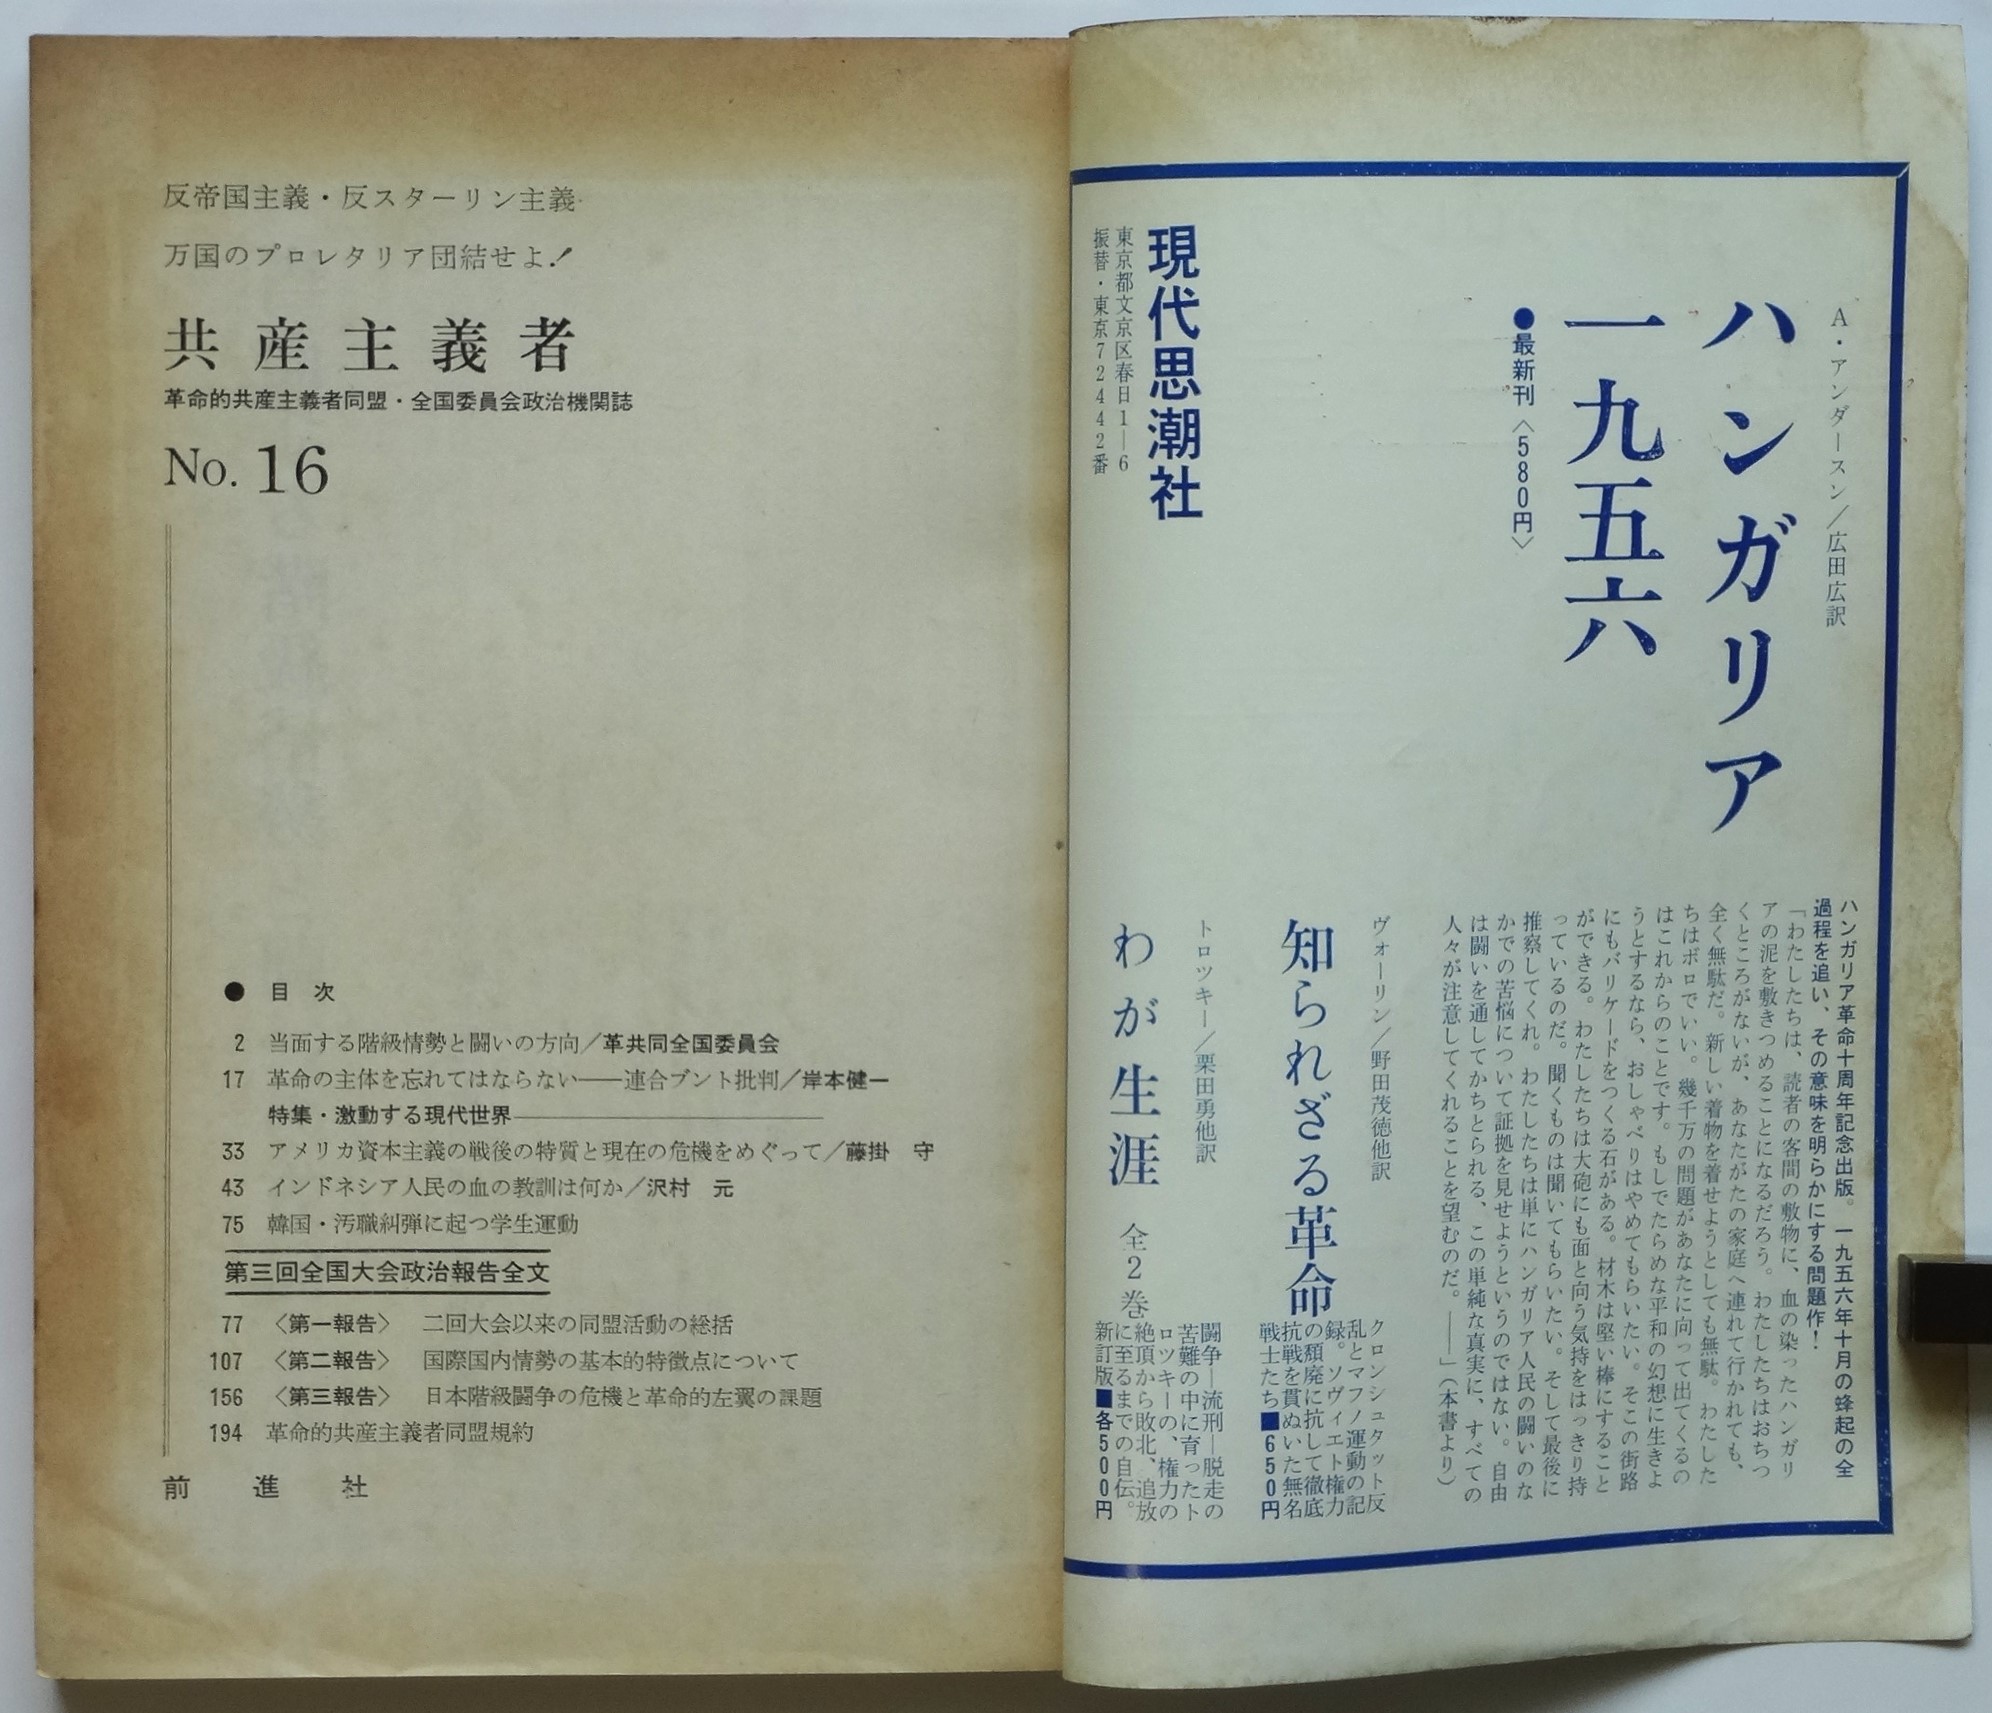 反帝国主義・反スターリン主義
万国のプロレタリア団結せよ！
共産主義者
革命的共産主義者同盟・全国委員会政治機関誌
No. 16
● 目次
2 当面する階級情勢と闘いの方向／革共同全国委員会
17 革命の主体を忘れてはならない――連合ブント批判／岸本健一
特集・激動する現代世界――
33 アメリカ資本主義の戦後の特質と現在の危機をめぐって／藤掛 守
43 インドネシア人民の血の教訓は何か／沢村 元
75 韓国・汚職糾弾に起つ学生運動
第三回全国大会政治報告全文
77 〈第一報告〉 二回大会以来の同盟活動の総括
107 〈第二報告〉 国際国内情勢の基本的特徴点について
156 〈第三報告〉 日本階級闘争の危機と革命的左翼の課題
194 革命的共産主義者同盟規約
前進社
A・アンダースン／広田広訳
ハンガリア
一九五六
●最新刊〈580円〉
ハンガリア革命十周年記念出版。一九五六年十月の蜂起の全
過程を追い、その意味を明らかにする問題作！
「わたしたちは、読者の客間の敷物に、血の染ったハンガリ
アの泥を敷きつめることになるだろう。わたしたちはおちつ
くところがないが、あなたがたの家庭へ連れて行かれても、
全く無駄だ。新しい着物を着せようとしても無駄。わたした
ちはボロでいい。幾千万の問題があなたに向って出てくるの
はこれからのことです。もしでたらめな平和の幻想に生きよ
うとするなら、おしゃべりはやめてもらいたい。そこの街路
にもバリケードをつくる石がある。材木は堅い棒にすること
ができる。わたしたちは大砲にも面と向う気持をはっきり持
っているのだ。聞くものは聞いてもらいたい。そして最後に
推察してくれ。わたしたちは単にハンガリア人民の闘いのな
かでの苦悩について証拠を見せようというのではない。自由
は闘いを通してかちとられる、この単純な真実に、すべての
人々が注意してくれることを望むのだ。――」（本書より）
ヴォーリン／野田茂徳他訳
知られざる革命
クロンシュタット反
乱とマフノ運動の記
録。ソヴィエト権力
の頽廃に抗して徹底
抗戦を貫ぬいた無名
戦士たち■650円
トロツキー／栗田勇他訳
わが生涯 全2巻
闘争―流刑―脱走の
苦難の中に育ったト
ロツキーの、権力の
絶頂から敗北、追放
に至るまでの自伝。
新訂版■各500円
現代思潮社
東京都文京区春日1―6
振替・東京72442番